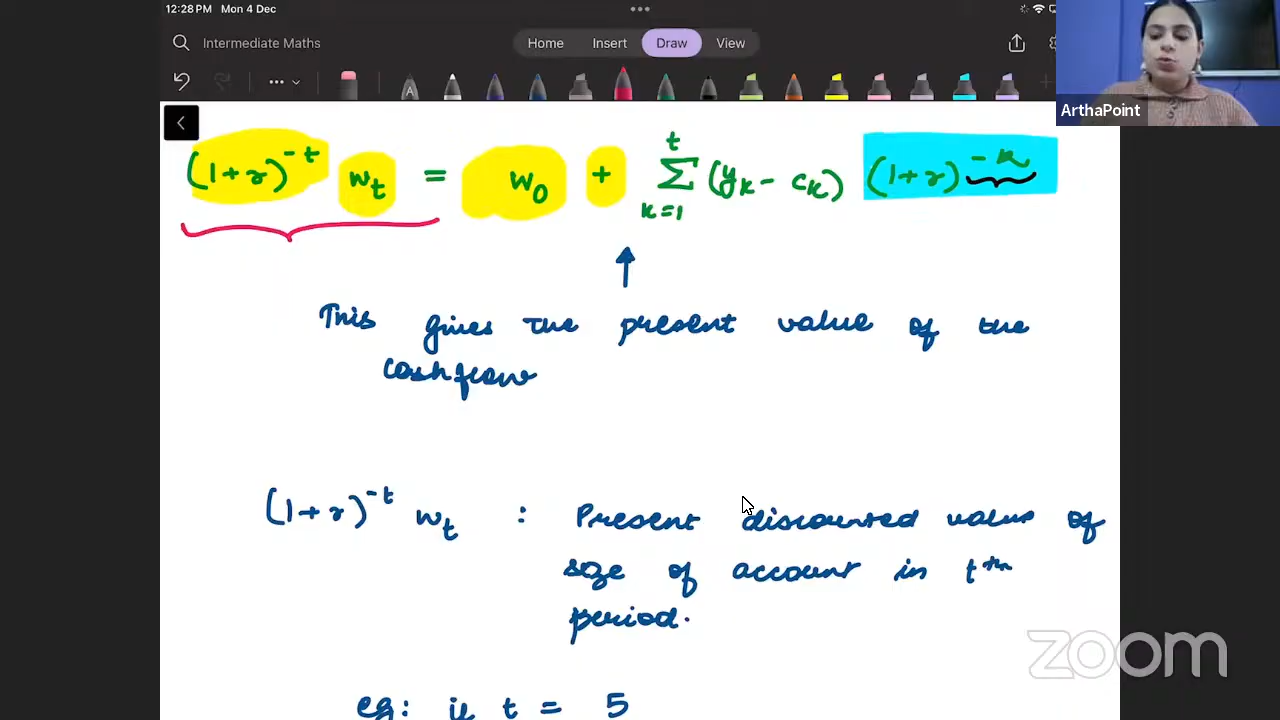 12:28 PM Mon 4 Dec
Intermediate Maths
Home Insert Draw View
A
ArthaPoint
(1+r)^{-t} w_t = w_0 + \sum_{k=1}^{t} (y_k - c_k) (1+r)^{-k}
This gives the present value of the
cashflow
(1+r)^{-t} w_t : Present discounted value of
size of account in t^{th}
period.
eg: if t = 5
zoom